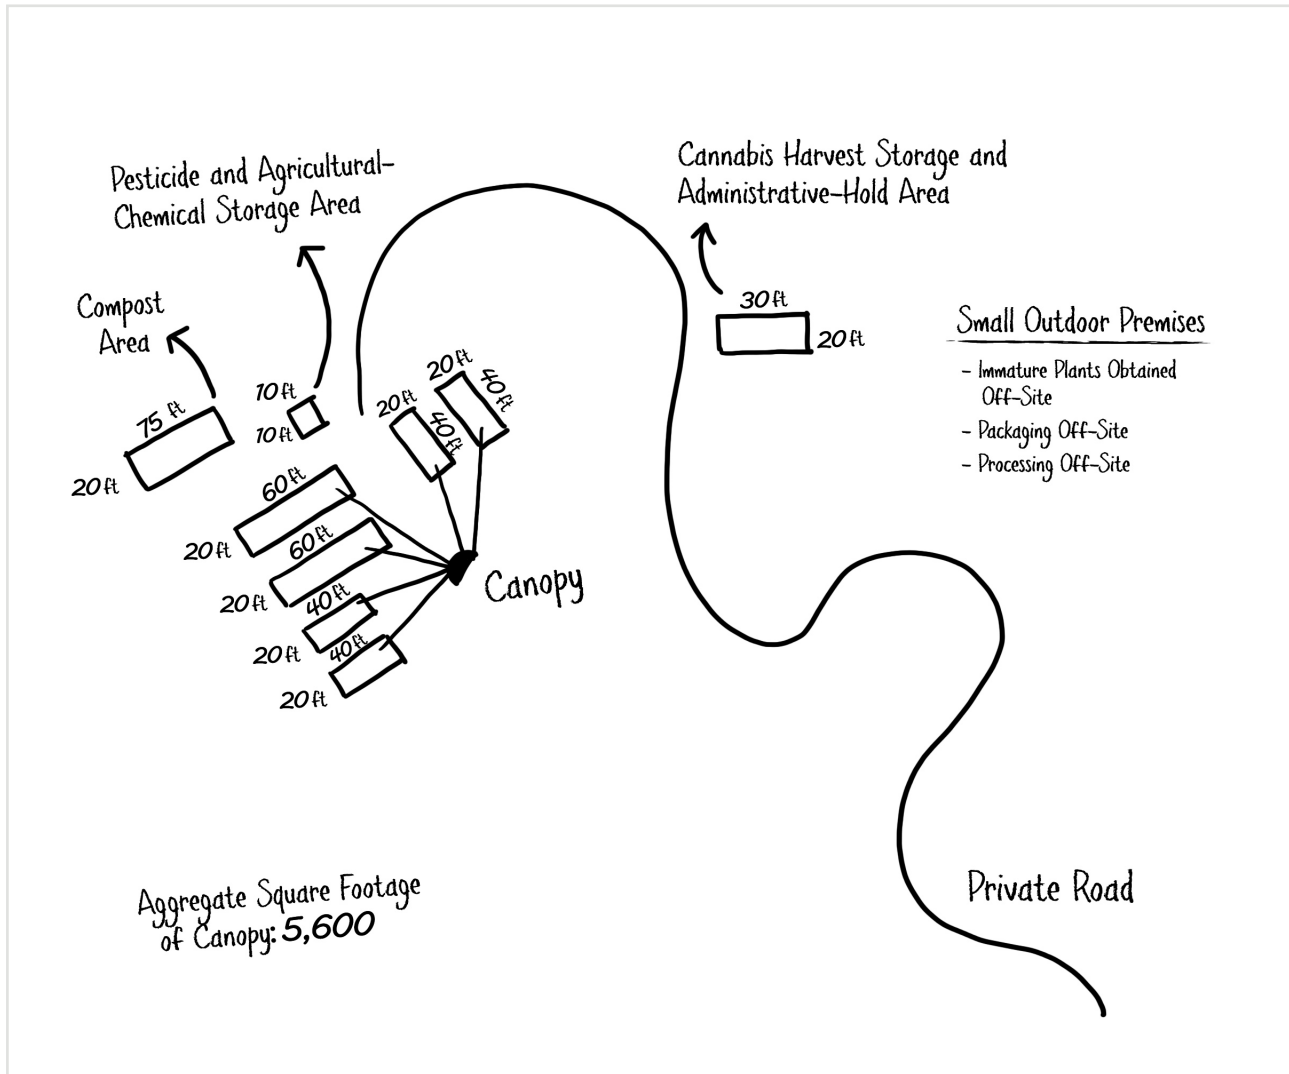 Pesticide and Agricultural-
Chemical Storage Area
Cannabis Harvest Storage and
Administrative-Hold Area
Compost
Area
30 ft
20 ft
Small Outdoor Premises
- Immature Plants Obtained
Off-Site
- Packaging Off-Site
- Processing Off-Site
75 ft
20 ft
10 ft
10 ft
20 ft
40 ft
20 ft
40 ft
60 ft
20 ft
60 ft
20 ft
40 ft
20 ft
40 ft
20 ft
Canopy
Aggregate Square Footage
of Canopy: 5,600
Private Road